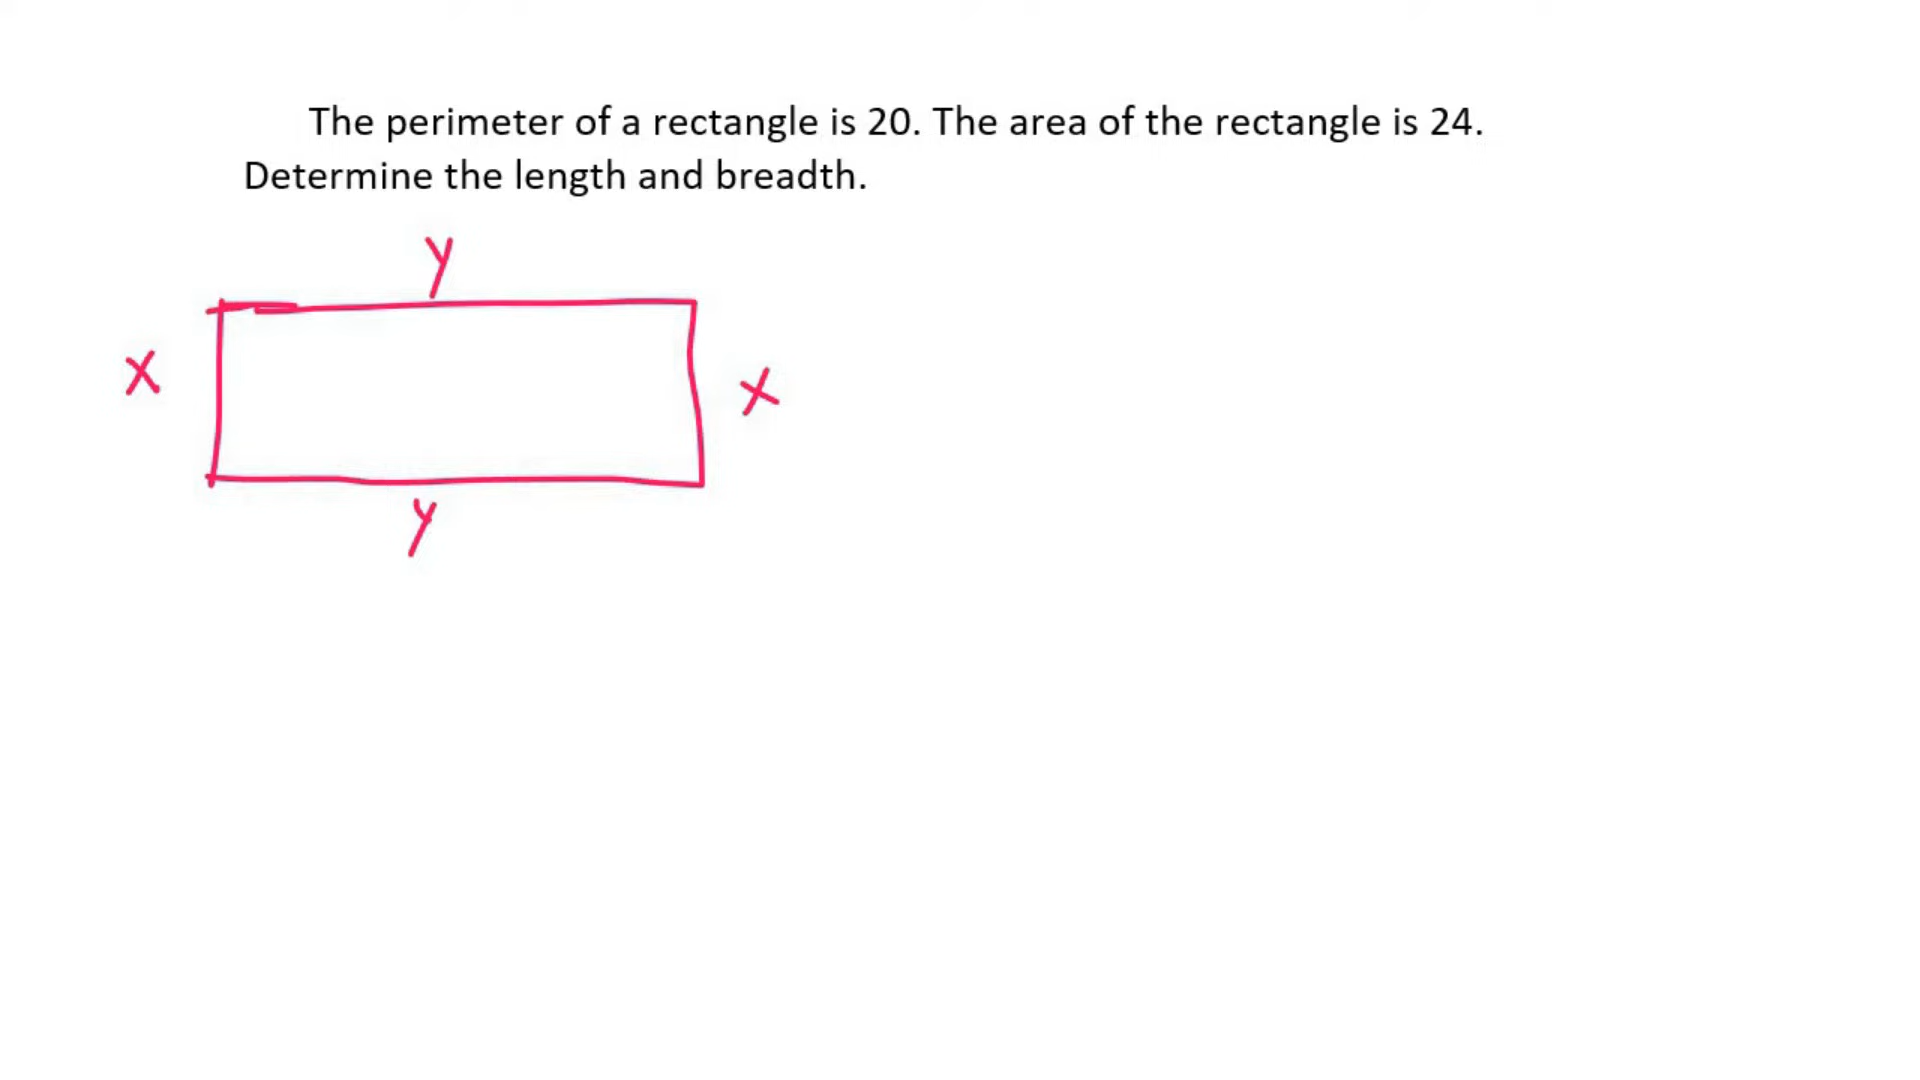 The perimeter of a rectangle is 20. The area of the rectangle is 24.
Determine the length and breadth.
y
x
x
y